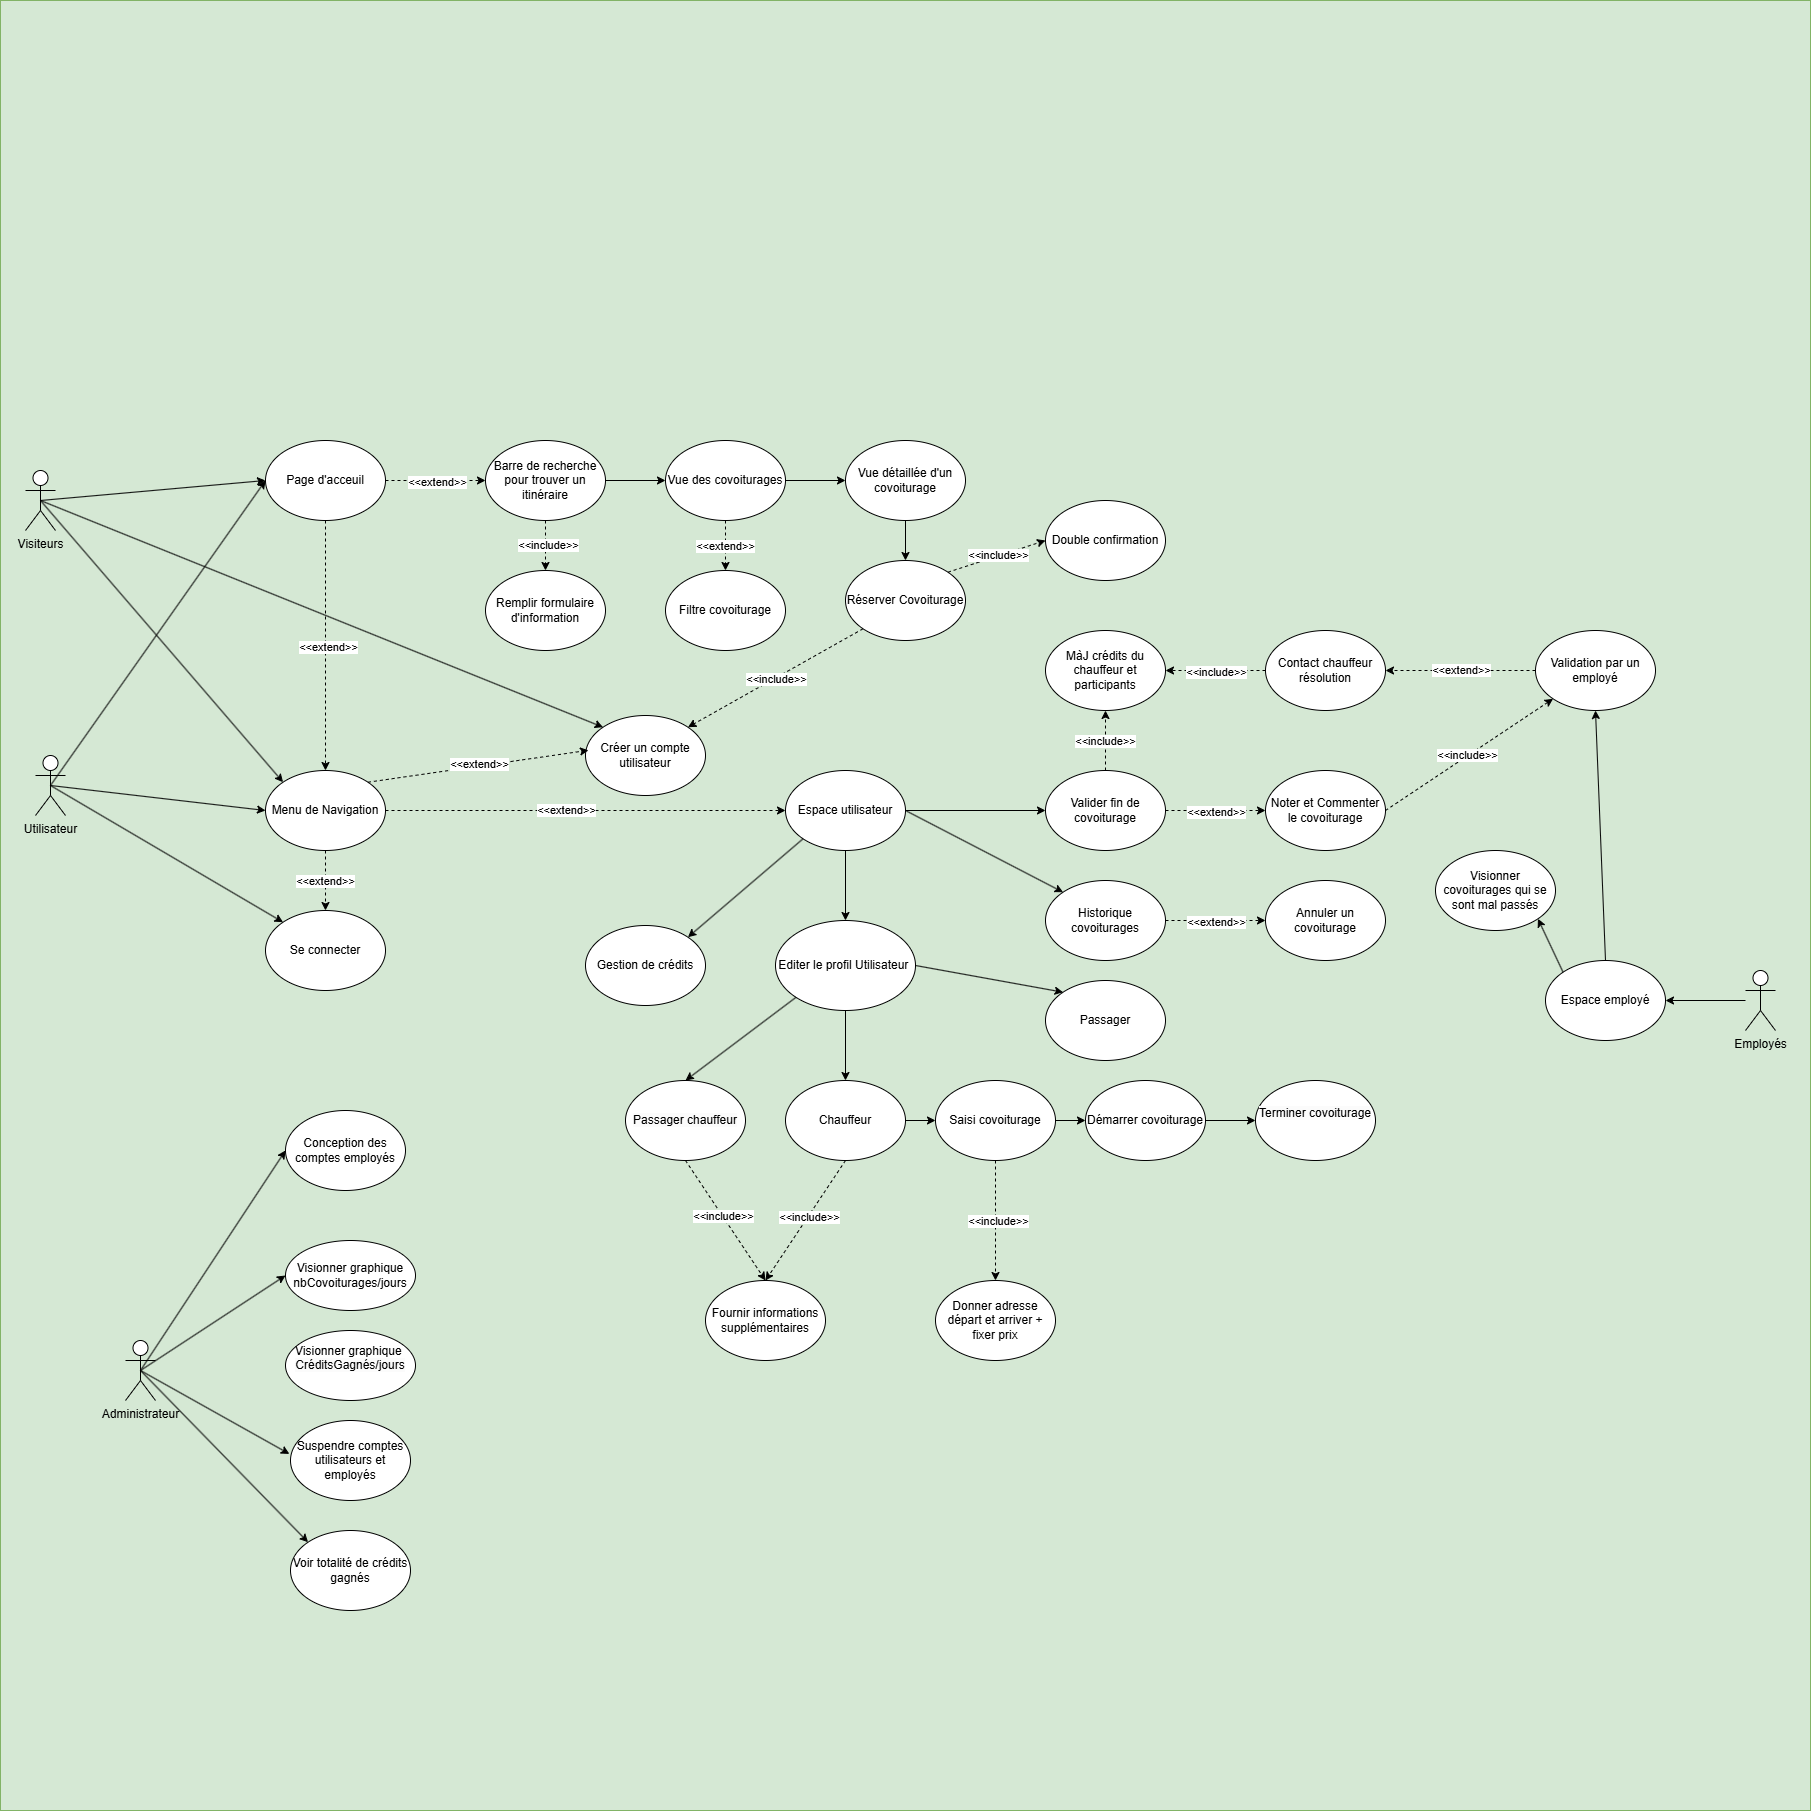 Visiteurs
Page d'acceuil
<<extend>>
Barre de recherche
pour trouver un
itinéraire
Vue des covoiturages
Vue détaillée d'un
covoiturage
<<include>>
Remplir formulaire
d'information
<<extend>>
Filtre covoiturage
Réserver Covoiturage
<<include>>
Double confirmation
<<extend>>
<<include>>
MàJ crédits du
chauffeur et
participants
<<include>>
Contact chauffeur
résolution
<<extend>>
Validation par un
employé
Utilisateur
Menu de Navigation
<<extend>>
Créer un compte
utilisateur
<<extend>>
Espace utilisateur
<<include>>
Valider fin de
covoiturage
<<extend>>
Noter et Commenter
le covoiturage
<<include>>
<<extend>>
Se connecter
Gestion de crédits
Editer le profil Utilisateur
Historique
covoiturages
<<extend>>
Annuler un
covoiturage
Visionner
covoiturages qui se
sont mal passés
Passager
Espace employé
Employés
Passager chauffeur
Chauffeur
Saisi covoiturage
Démarrer covoiturage
Terminer covoiturage
<<include>>
<<include>>
<<include>>
Fournir informations
supplémentaires
Donner adresse
départ et arriver +
fixer prix
Conception des
comptes employés
Visionner graphique
nbCovoiturages/jours
Visionner graphique
CréditsGagnés/jours
Administrateur
Suspendre comptes
utilisateurs et
employés
Voir totalité de crédits
gagnés